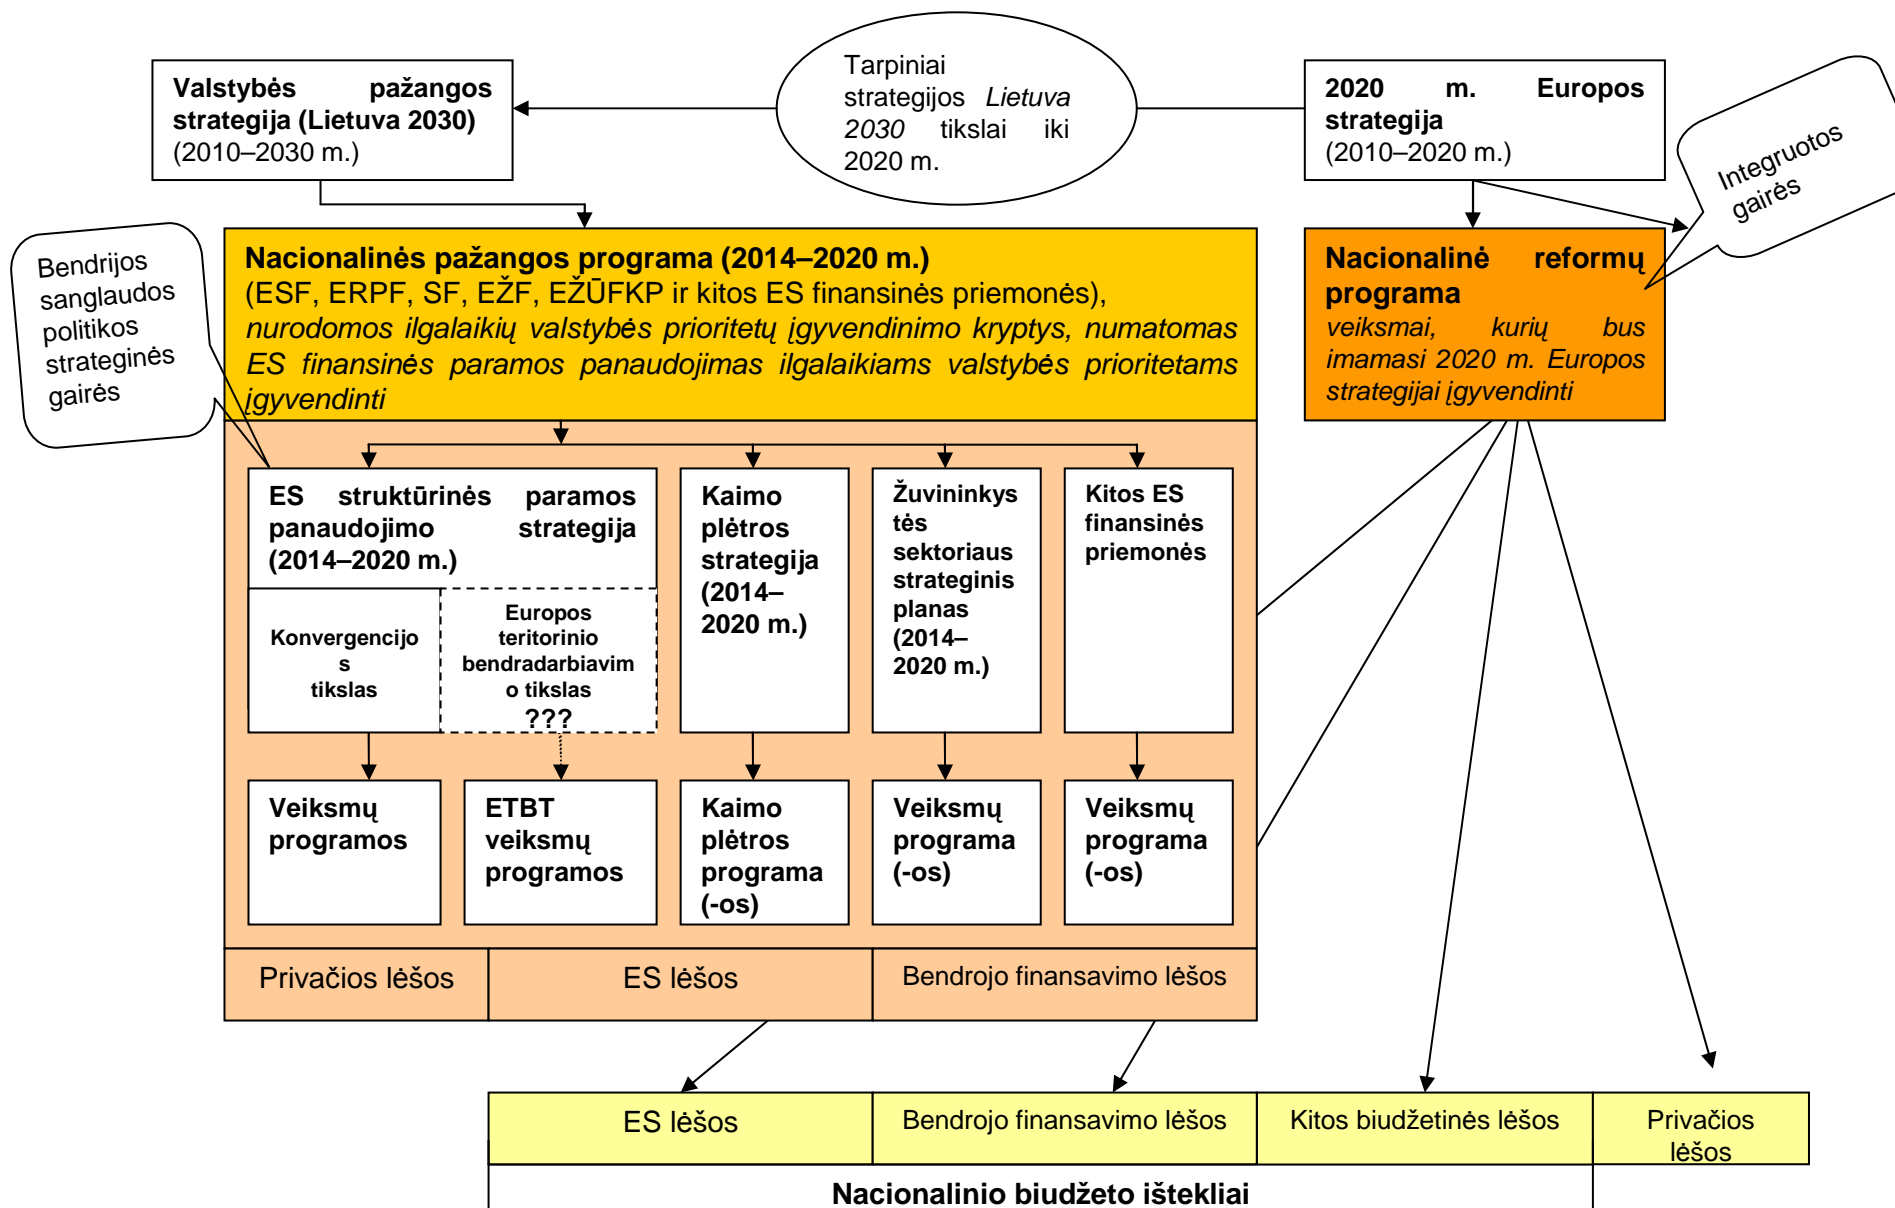 Valstybės pažangos
strategija (Lietuva 2030)
(2010–2030 m.)
Tarpiniai
strategijos Lietuva
2030 tikslai iki
2020 m.
2020 m. Europos
strategija
(2010–2020 m.)
Integruotos
gairės
Bendrijos
sanglaudos
politikos
strateginės
gairės
Nacionalinės pažangos programa (2014–2020 m.)
(ESF, ERPF, SF, EŽF, EŽŪFKP ir kitos ES finansinės priemonės),
nurodomos ilgalaikių valstybės prioritetų įgyvendinimo kryptys, numatomas
ES finansinės paramos panaudojimas ilgalaikiams valstybės prioritetams
įgyvendinti
Nacionalinė reformų
programa
veiksmai, kurių bus
imamasi 2020 m. Europos
strategijai įgyvendinti
ES struktūrinės paramos
panaudojimo strategija
(2014–2020 m.)
Konvergencijo
s
tikslas
Europos
teritorinio
bendradarbiavim
o tikslas
???
Kaimo
plėtros
strategija
(2014–
2020 m.)
Žuvininkys
tės
sektoriaus
strateginis
planas
(2014–
2020 m.)
Kitos ES
finansinės
priemonės
Veiksmų
programos
ETBT
veiksmų
programos
Kaimo
plėtros
programa
(-os)
Veiksmų
programa
(-os)
Veiksmų
programa
(-os)
Privačios lėšos
ES lėšos
Bendrojo finansavimo lėšos
ES lėšos
Bendrojo finansavimo lėšos
Kitos biudžetinės lėšos
Privačios
lėšos
Nacionalinio biudžeto ištekliai